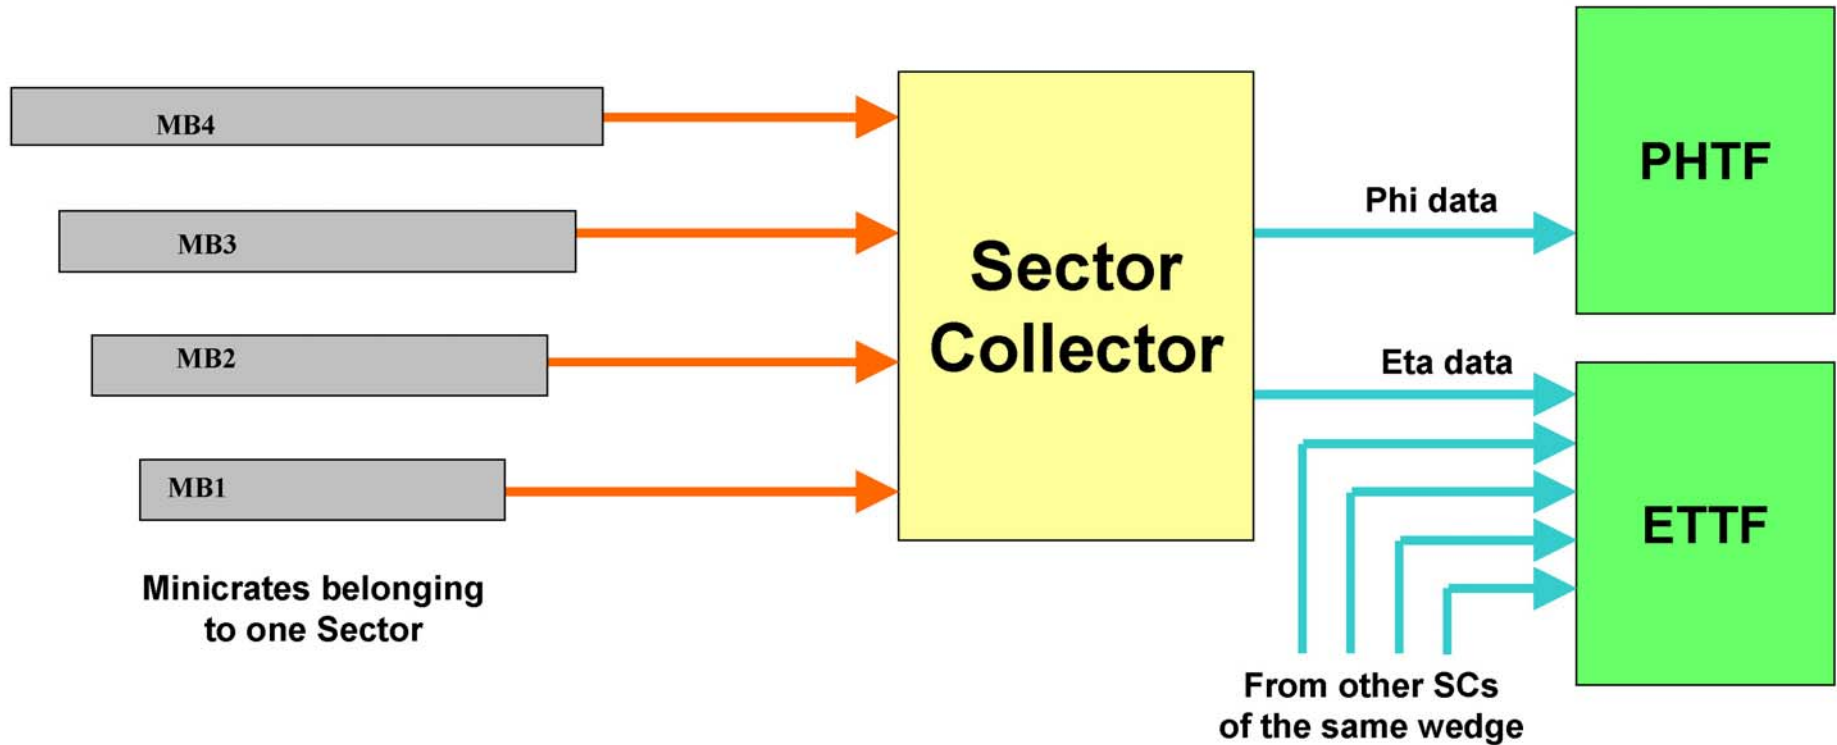 MB4
MB3
MB2
MB1
Minicrates belonging
to one Sector
Sector
Collector
Phi data
Eta data
From other SCs
of the same wedge
PHTF
ETTF